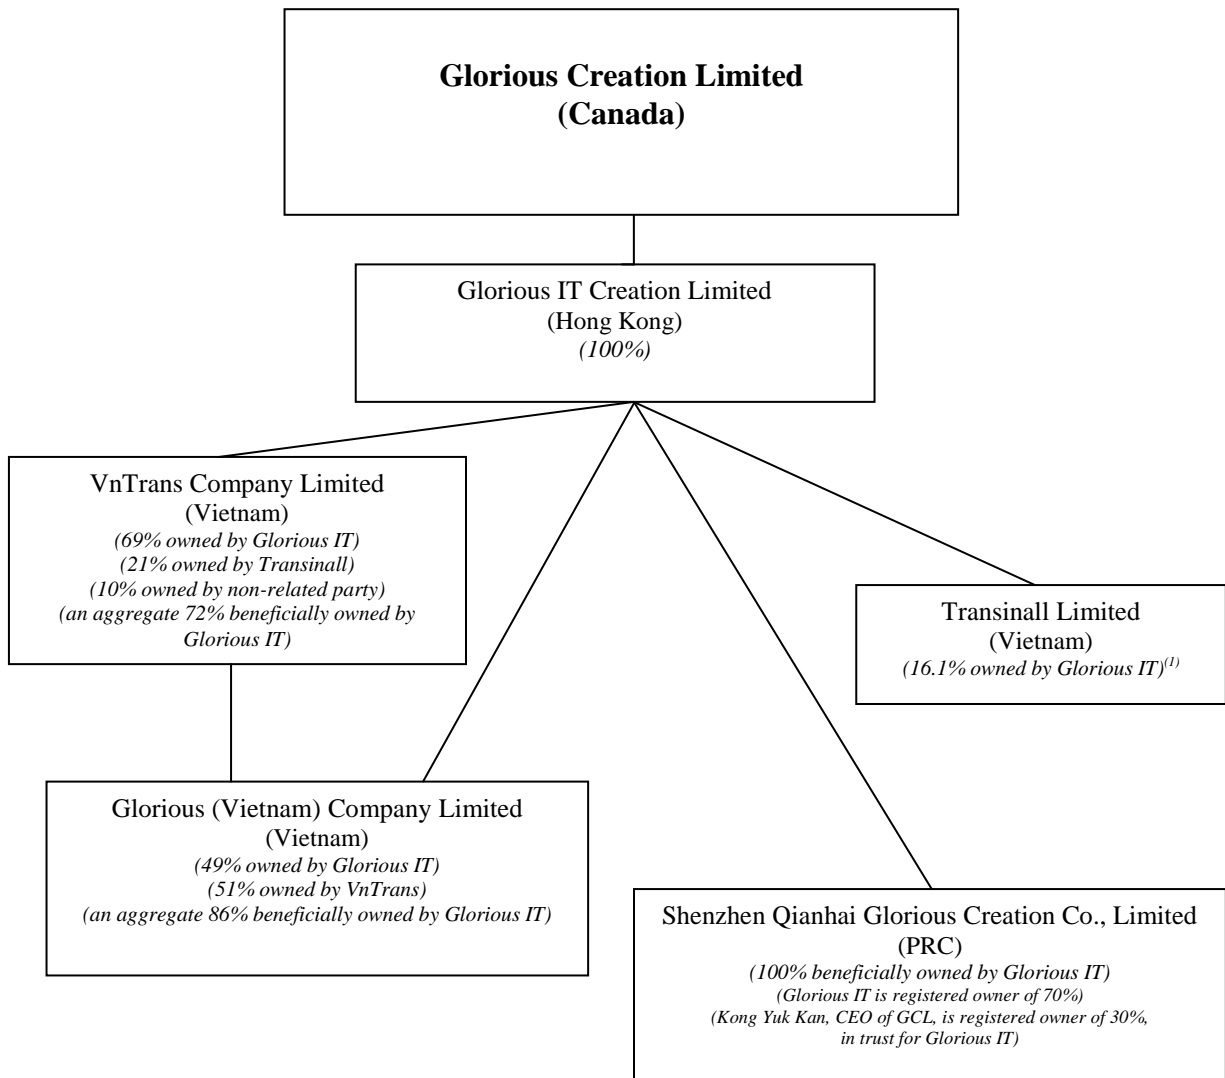 Glorious Creation Limited
(Canada)
Glorious IT Creation Limited
(Hong Kong)
(100%)
VnTrans Company Limited
(Vietnam)
(69% owned by Glorious IT)
(21% owned by Transinall)
(10% owned by non-related party)
(an aggregate 72% beneficially owned by
Glorious IT)
Transinall Limited
(Vietnam)
(16.1% owned by Glorious IT)(1)
Glorious (Vietnam) Company Limited
(Vietnam)
(49% owned by Glorious IT)
(51% owned by VnTrans)
(an aggregate 86% beneficially owned by Glorious IT)
Shenzhen Qianhai Glorious Creation Co., Limited
(PRC)
(100% beneficially owned by Glorious IT)
(Glorious IT is registered owner of 70%)
(Kong Yuk Kan, CEO of GCL, is registered owner of 30%,
in trust for Glorious IT)